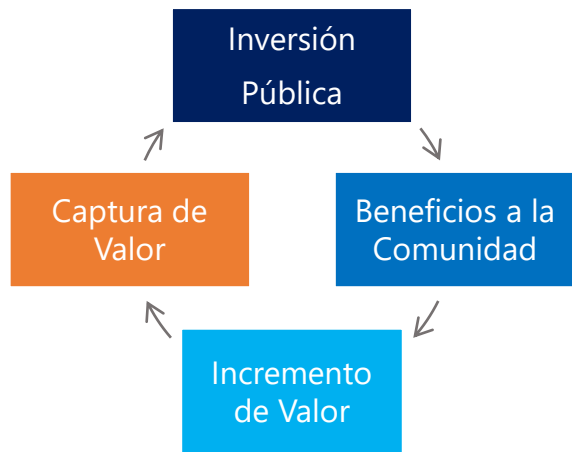 Inversión
Pública
Captura de
Valor
Beneficios a la
Comunidad
Incremento
de Valor